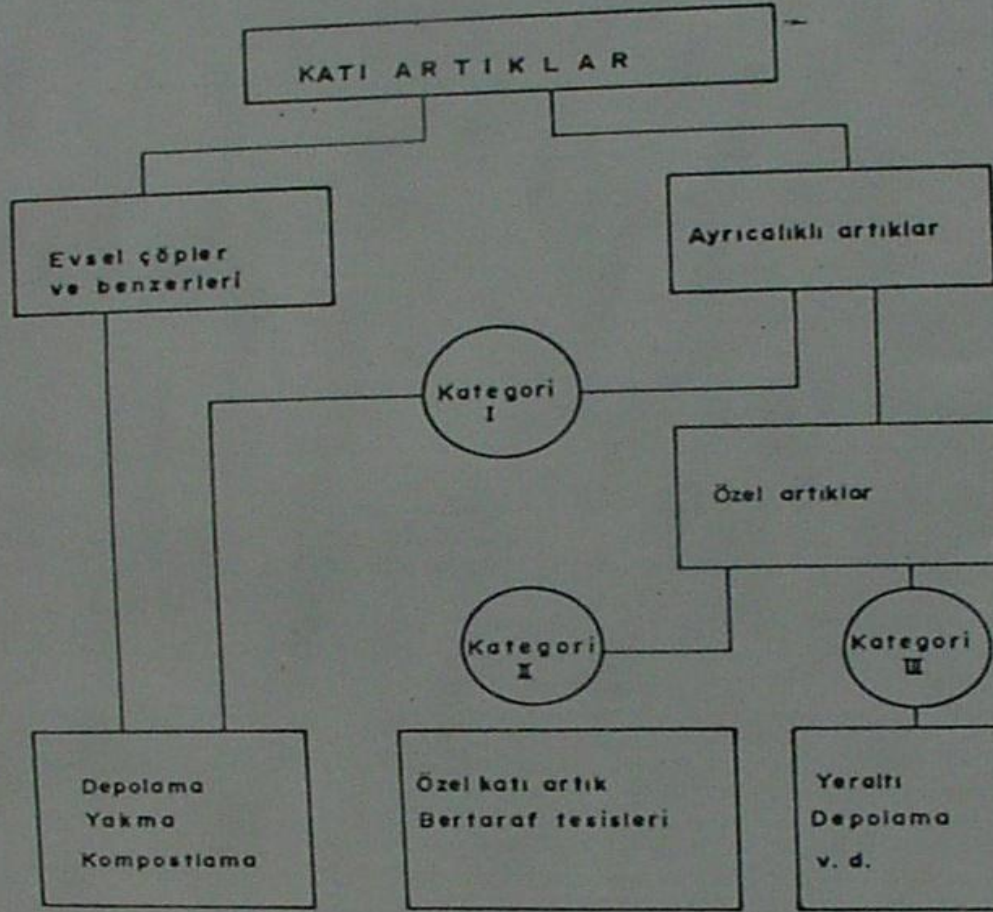 KATI ARTIKLAR
Evsel çöpler
ve benzerleri
Ayrıcalıklı artıklar
Kategori
I
Özel artıklar
Kategori
II
Kategori
III
Depolama
Yakma
Kompostlama
Özel katı artık
Bertaraf tesisleri
Yeraltı
Depolama
v. d.